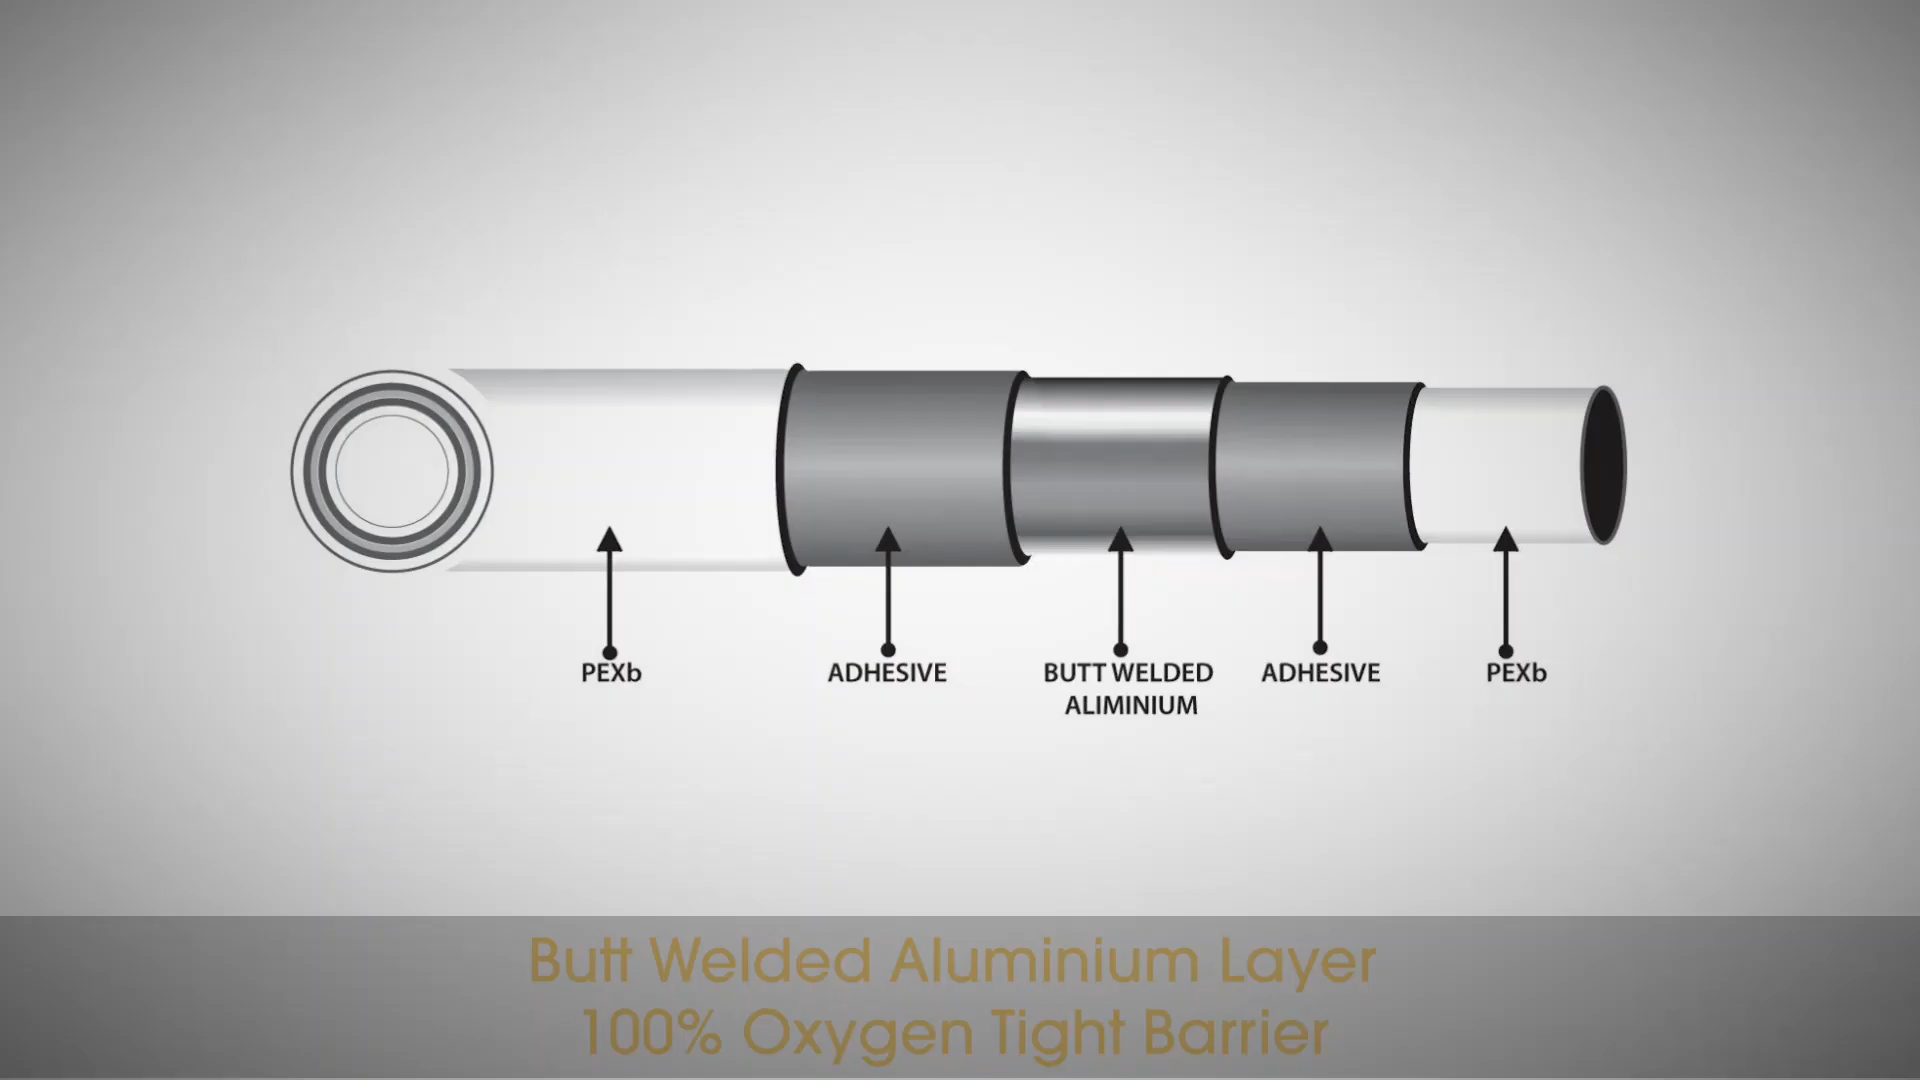 PEXb
ADHESIVE
BUTT WELDED
ALIMINIUM
ADHESIVE
PEXb
Butt Welded Aluminium Layer
100% Oxygen Tight Barrier